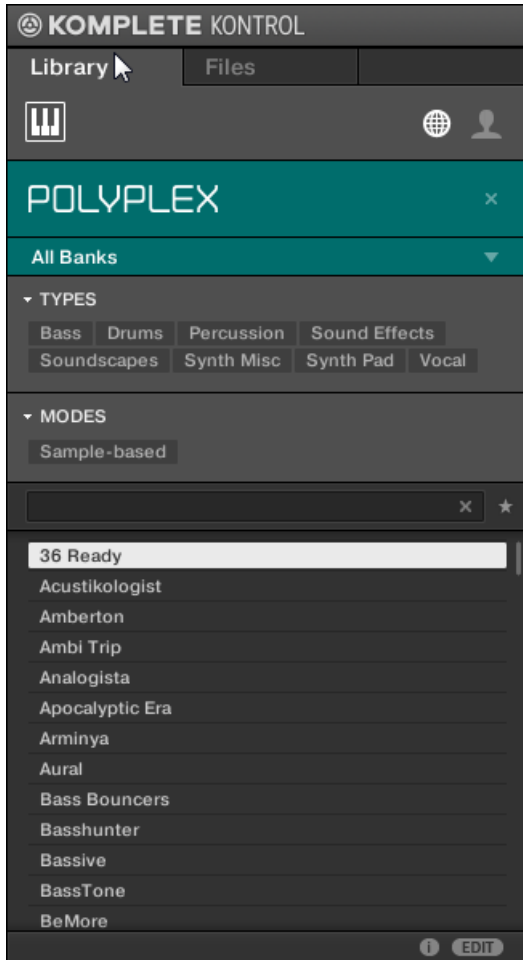 KOMPLETE KONTROL
Library Files
POLYPLEX
All Banks
TYPES
Bass Drums Percussion Sound Effects
Soundscapes Synth Misc Synth Pad Vocal
MODES
Sample-based
36 Ready
Acustikologist
Amberton
Ambi Trip
Analogista
Apocalyptic Era
Arminya
Aural
Bass Bouncers
Basshunter
Bassive
BassTone
BeMore
EDIT